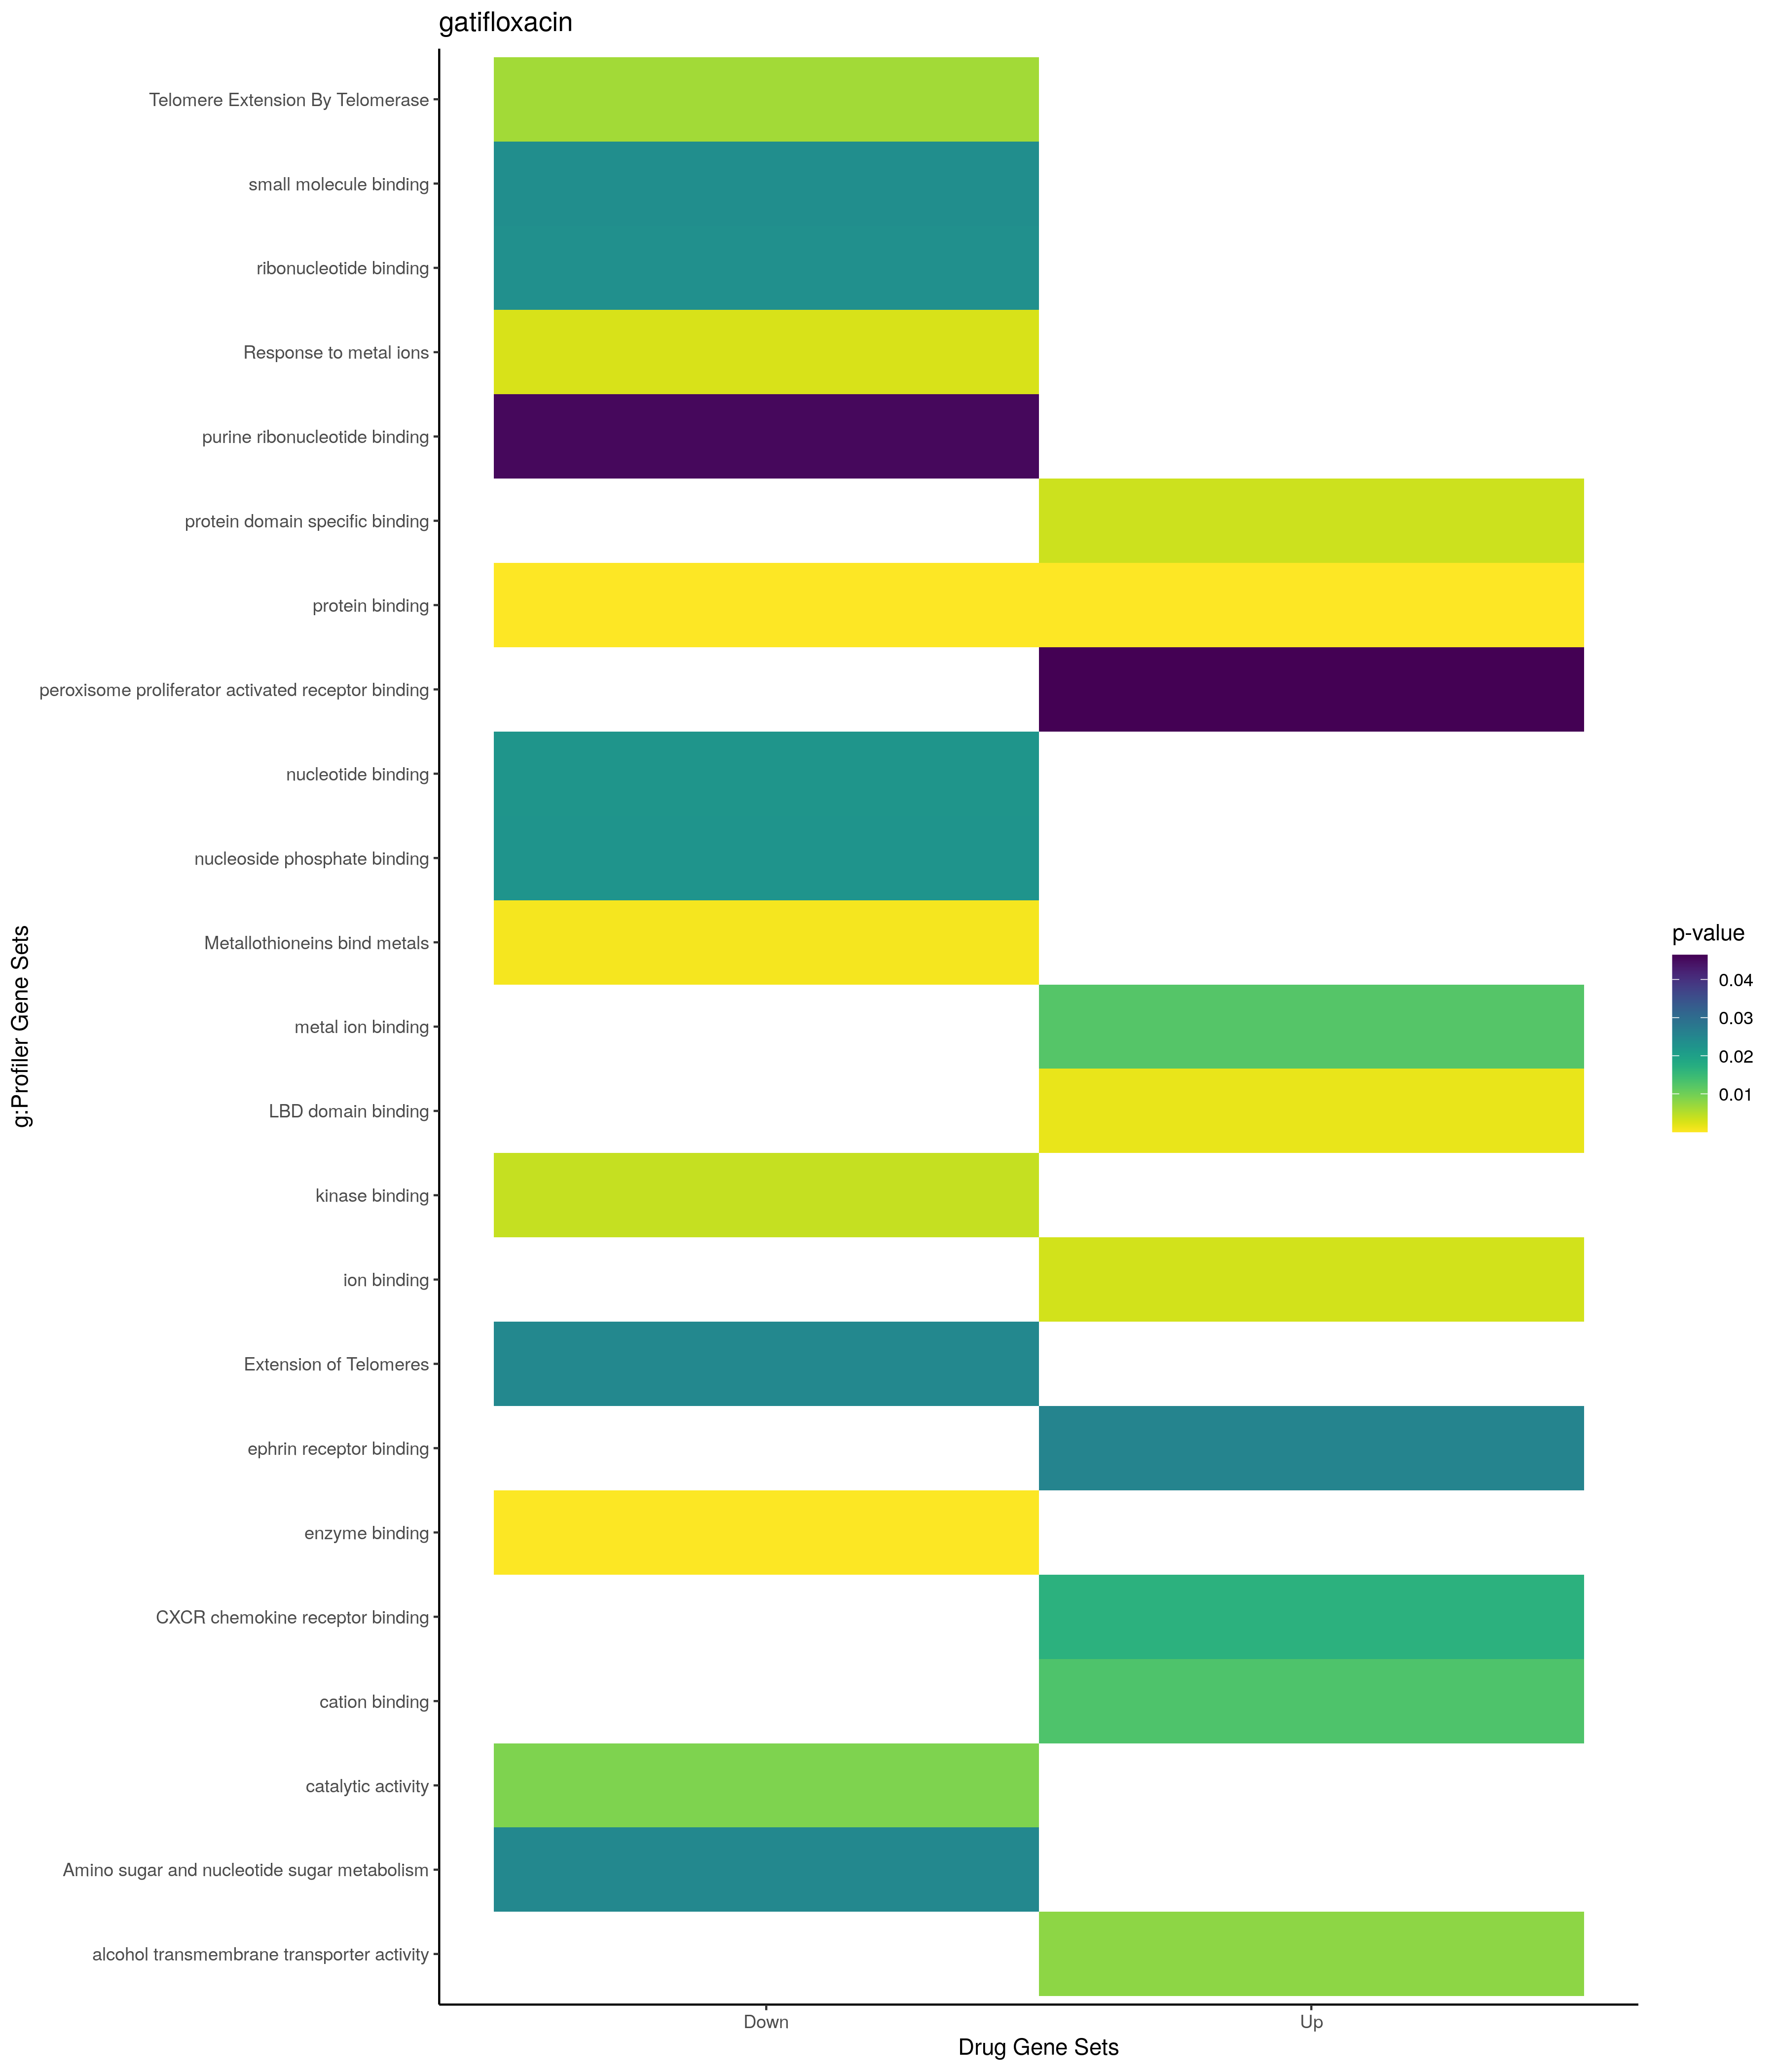 gatifloxacin
Telomere Extension By Telomerase
small molecule binding
ribonucleotide binding
Response to metal ions
purine ribonucleotide binding
protein domain specific binding
protein binding
peroxisome proliferator activated receptor binding
nucleotide binding
nucleoside phosphate binding
Metallothioneins bind metals
metal ion binding
LBD domain binding
kinase binding
ion binding
Extension of Telomeres
ephrin receptor binding
enzyme binding
CXCR chemokine receptor binding
cation binding
catalytic activity
Amino sugar and nucleotide sugar metabolism
alcohol transmembrane transporter activity
g:Profiler Gene Sets
Down
Up
Drug Gene Sets
p-value
0.04
0.03
0.02
0.01